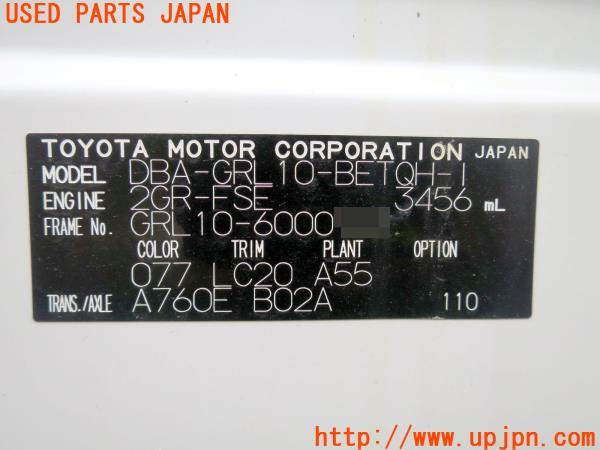 USED PARTS JAPAN
TOYOTA MOTOR CORPORATION JAPAN
MODEL DBA-GRL10-BETQH-1
ENGINE 2GR-FSE 3456 mL
FRAME No. GRL10-6000
COLOR TRIM PLANT OPTION
077 LC20 A55
TRANS./AXLE A760E B02A 110
http://www.upjpn.com/